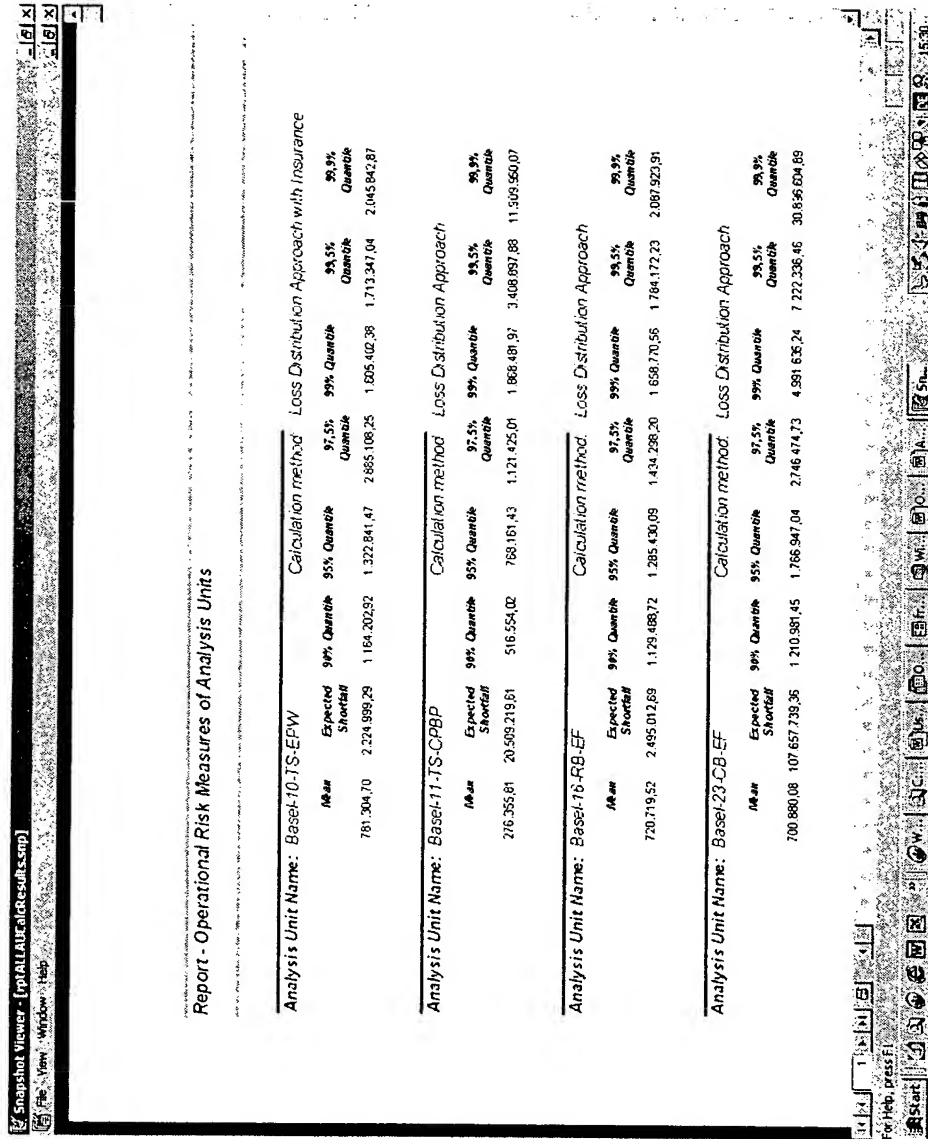 Snapshot Viewer - [rptALLAUCalcResults.snp]
File View Window Help
Report - Operational Risk Measures of Analysis Units
Analysis Unit Name: Basel-10-TS-EPW Calculation method Loss Distribution Approach with Insurance
Mean Expected Shortfall 90% Quantile 95% Quantile 97,5% Quantile 99% Quantile 99,5% Quantile 99,9% Quantile
781.304,70 2.224.999,29 1 164.202,92 1.322.841,47 2 885.108,25 1.605.402,38 1.713.347,04 2.045.842,87
Analysis Unit Name: Basel-11-TS-CPBP Calculation method Loss Distribution Approach
Mean Expected Shortfall 90% Quantile 95% Quantile 97,5% Quantile 99% Quantile 99,5% Quantile 99,9% Quantile
276.355,81 20.509.219,61 516.554,02 768.161,43 1.121.425,01 1 868.481,97 3.408.897,88 11.909.950,07
Analysis Unit Name: Basel-16-RB-EF Calculation method: Loss Distribution Approach
Mean Expected Shortfall 90% Quantile 95% Quantile 97,5% Quantile 99% Quantile 99,5% Quantile 99,9% Quantile
720.719,52 2.495.012,69 1.129.488,72 1 285.430,09 1 434.298,20 1 658.770,56 1 784.172,23 2.087.923,91
Analysis Unit Name: Basel-23-CB-EF Calculation method: Loss Distribution Approach
Mean Expected Shortfall 90% Quantile 95% Quantile 97,5% Quantile 99% Quantile 99,5% Quantile 99,9% Quantile
700.880,08 107 657.739,36 1 210.981,45 1.766.947,04 2.746 474,73 4.991 635,24 7 222.336,46 30.836.604,89
1
For Help, press F1
Start W... C... Us... O... Fr... Wi... O... A... Sn... DE 15:30